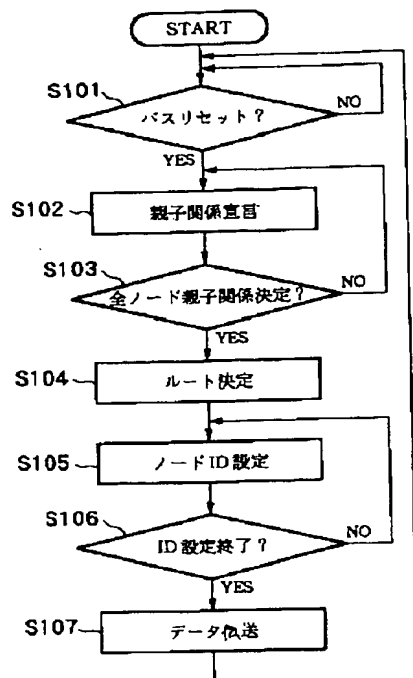 START
S101
バスリセット?
NO
YES
S102
親子関係宣言
S103
全ノード親子関係決定?
NO
YES
S104
ルート決定
S105
ノードID設定
S106
ID設定終了?
NO
YES
S107
データ伝送